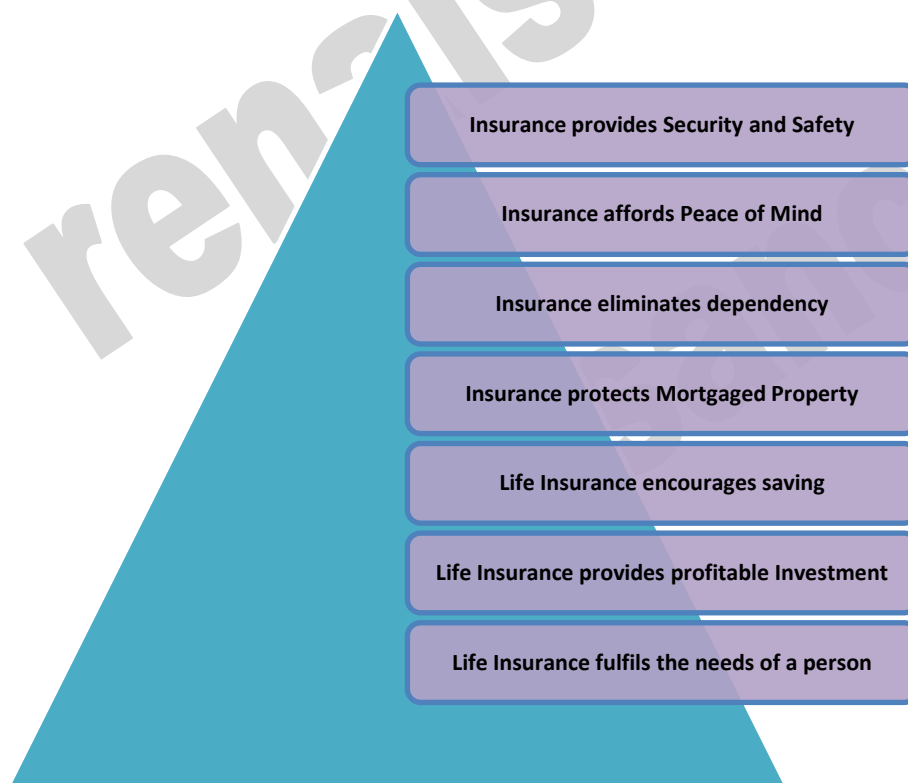 Insurance provides Security and Safety
Insurance affords Peace of Mind
Insurance eliminates dependency
Insurance protects Mortgaged Property
Life Insurance encourages saving
Life Insurance provides profitable Investment
Life Insurance fulfils the needs of a person